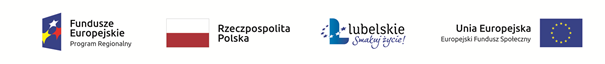 Fundusze
Europejskie
Program Regionalny
Rzeczpospolita
Polska
lubelskie
Smakuj życie!
Unia Europejska
Europejski Fundusz Społeczny